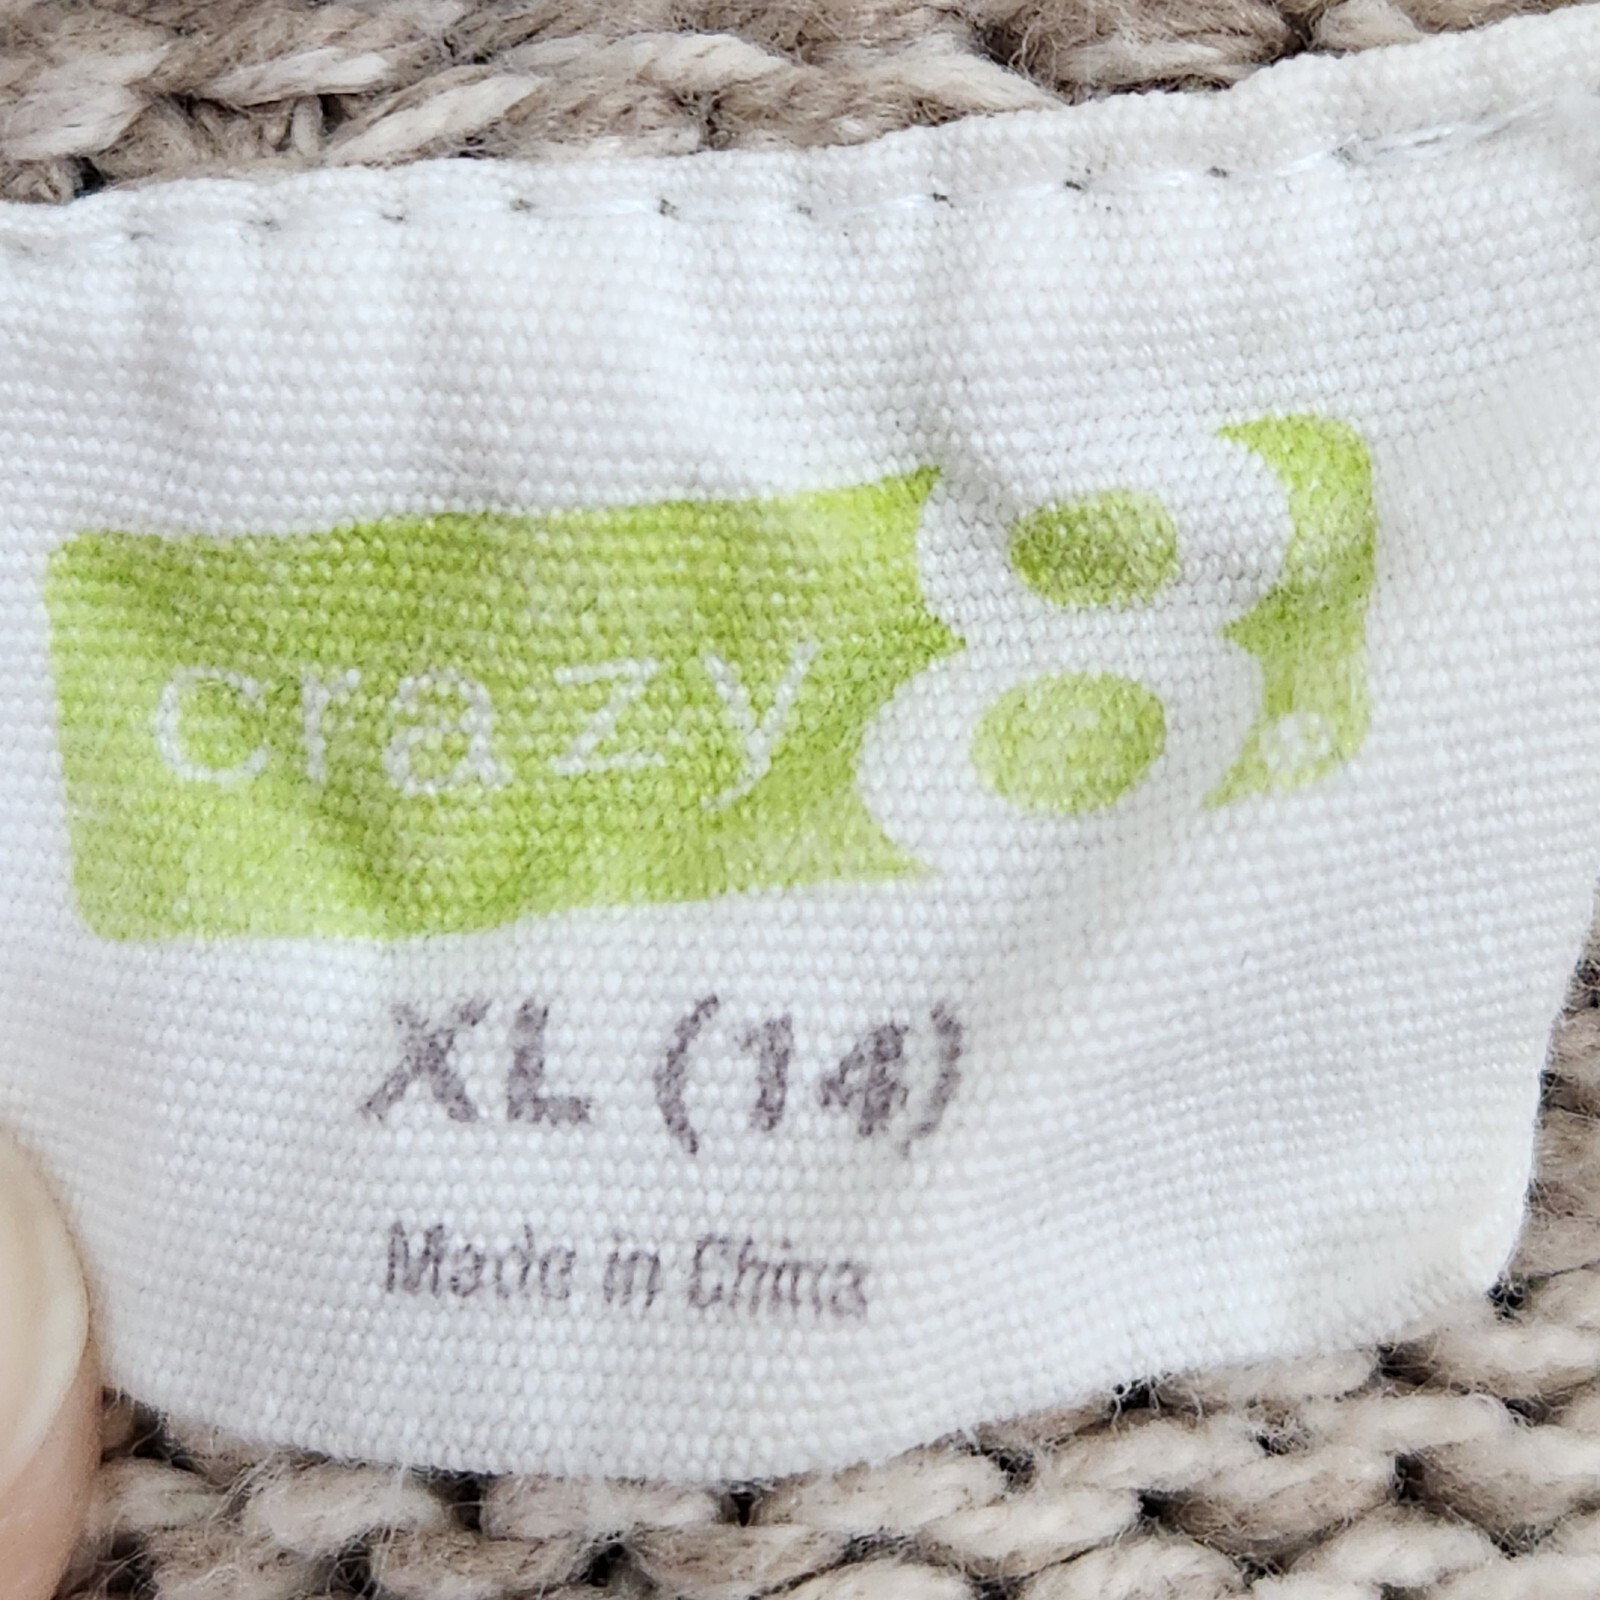 crazy 8
XL (14)
Made in China